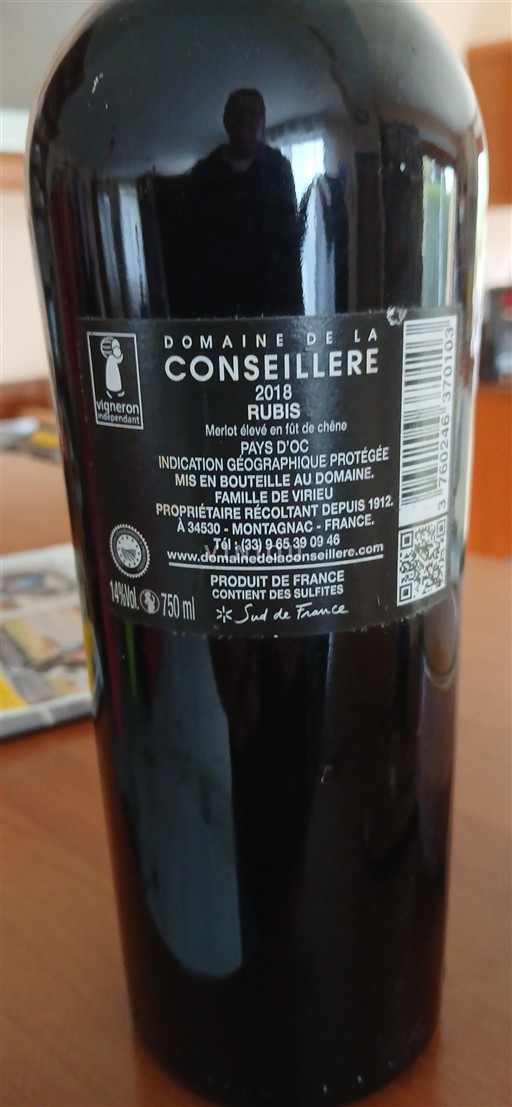 DOMAINE DE LA
CONSEILLERE
2018
RUBIS
Merlot élevé en fût de chêne
PAYS D'OC
INDICATION GÉOGRAPHIQUE PROTÉGÉE
MIS EN BOUTEILLE AU DOMAINE.
FAMILLE DE VIRIEU
PROPRIÉTAIRE RÉCOLTANT DEPUIS 1912.
À 34530 - MONTAGNAC - FRANCE.
Tél : (33) 9 65 39 09 46
www.domainedelaconseillere.com
PRODUIT DE FRANCE
CONTIENT DES SULFITES
Sud de France
vigneron
indépendant
14%Vol.
750 ml
3 760246 370103